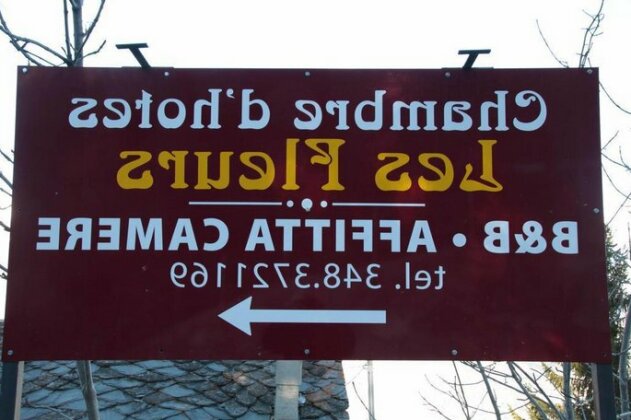 Chambre d'hotes
Les Fleurs
B&B • AFFITTA CAMERE
tel. 348.3721169